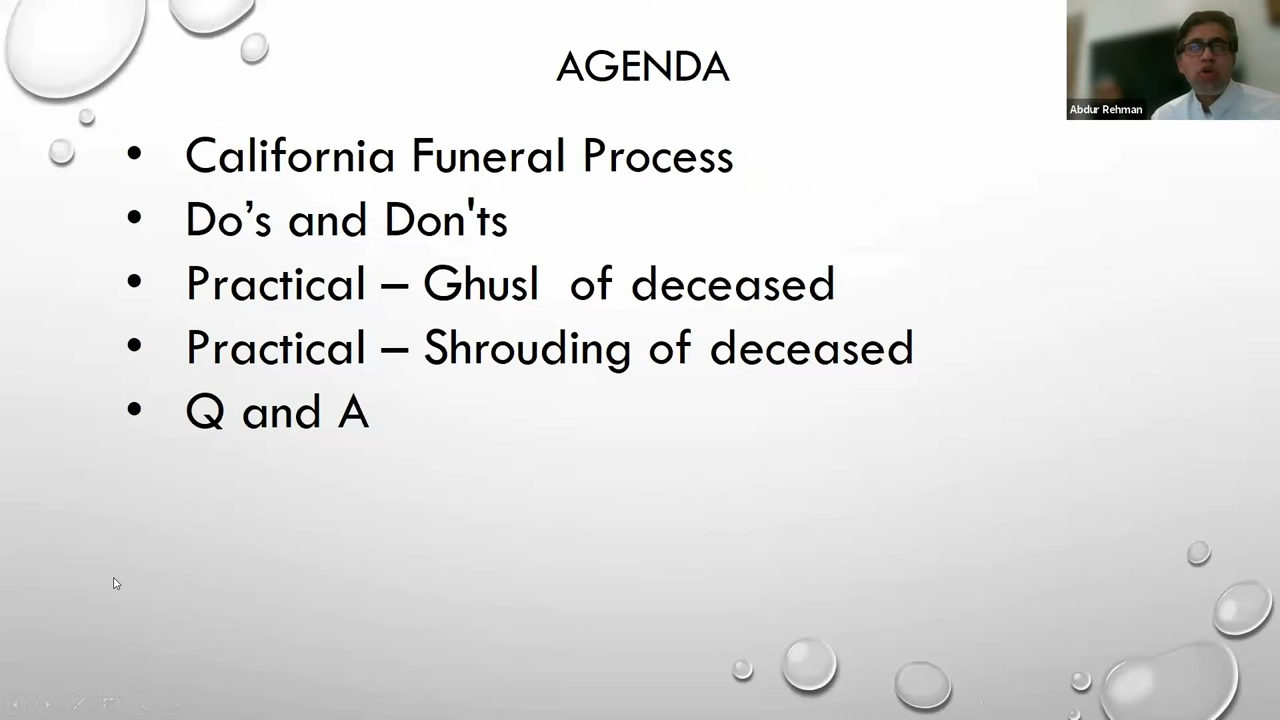 AGENDA
Abdur Rehman
• California Funeral Process
• Do’s and Don'ts
• Practical – Ghusl  of deceased
• Practical – Shrouding of deceased
• Q and A